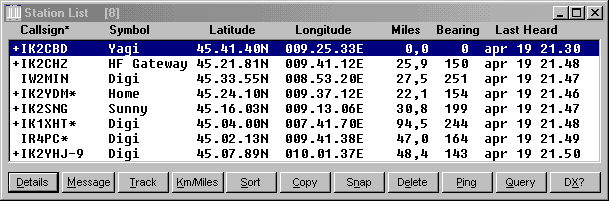 Station List [8]
Callsign* Symbol Latitude Longitude Miles Bearing Last Heard
+IK2CBD Yagi 45.41.40N 009.25.33E 0,0 0 apr 19 21.30
+IK2CHZ HF Gateway 45.21.81N 009.41.12E 25,9 150 apr 19 21.48
IW2MIN Digi 45.33.55N 008.53.20E 27,5 251 apr 19 21.47
+IK2YDM* Home 45.24.10N 009.37.12E 22,1 154 apr 19 21.46
+IK2SNG Sunny 45.16.03N 009.13.06E 30,8 199 apr 19 21.47
+IK1XHT* Digi 45.04.00N 007.41.70E 94,5 244 apr 19 21.48
IR4PC* Digi 45.02.13N 009.41.38E 47,0 164 apr 19 21.49
+IK2YHJ-9 Digi 45.07.89N 010.01.37E 48,4 143 apr 19 21.50
Details Message Track Km/Miles Sort Copy Snap Delete Ping Query DX?